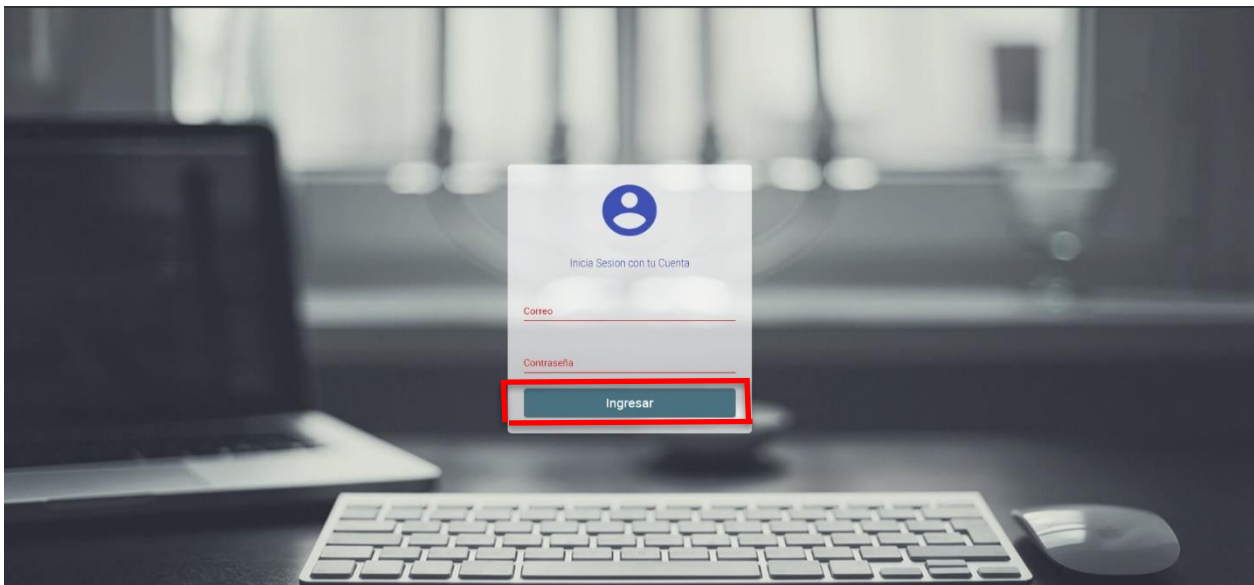 Inicia Sesion con tu Cuenta
Correo
Contraseña
Ingresar